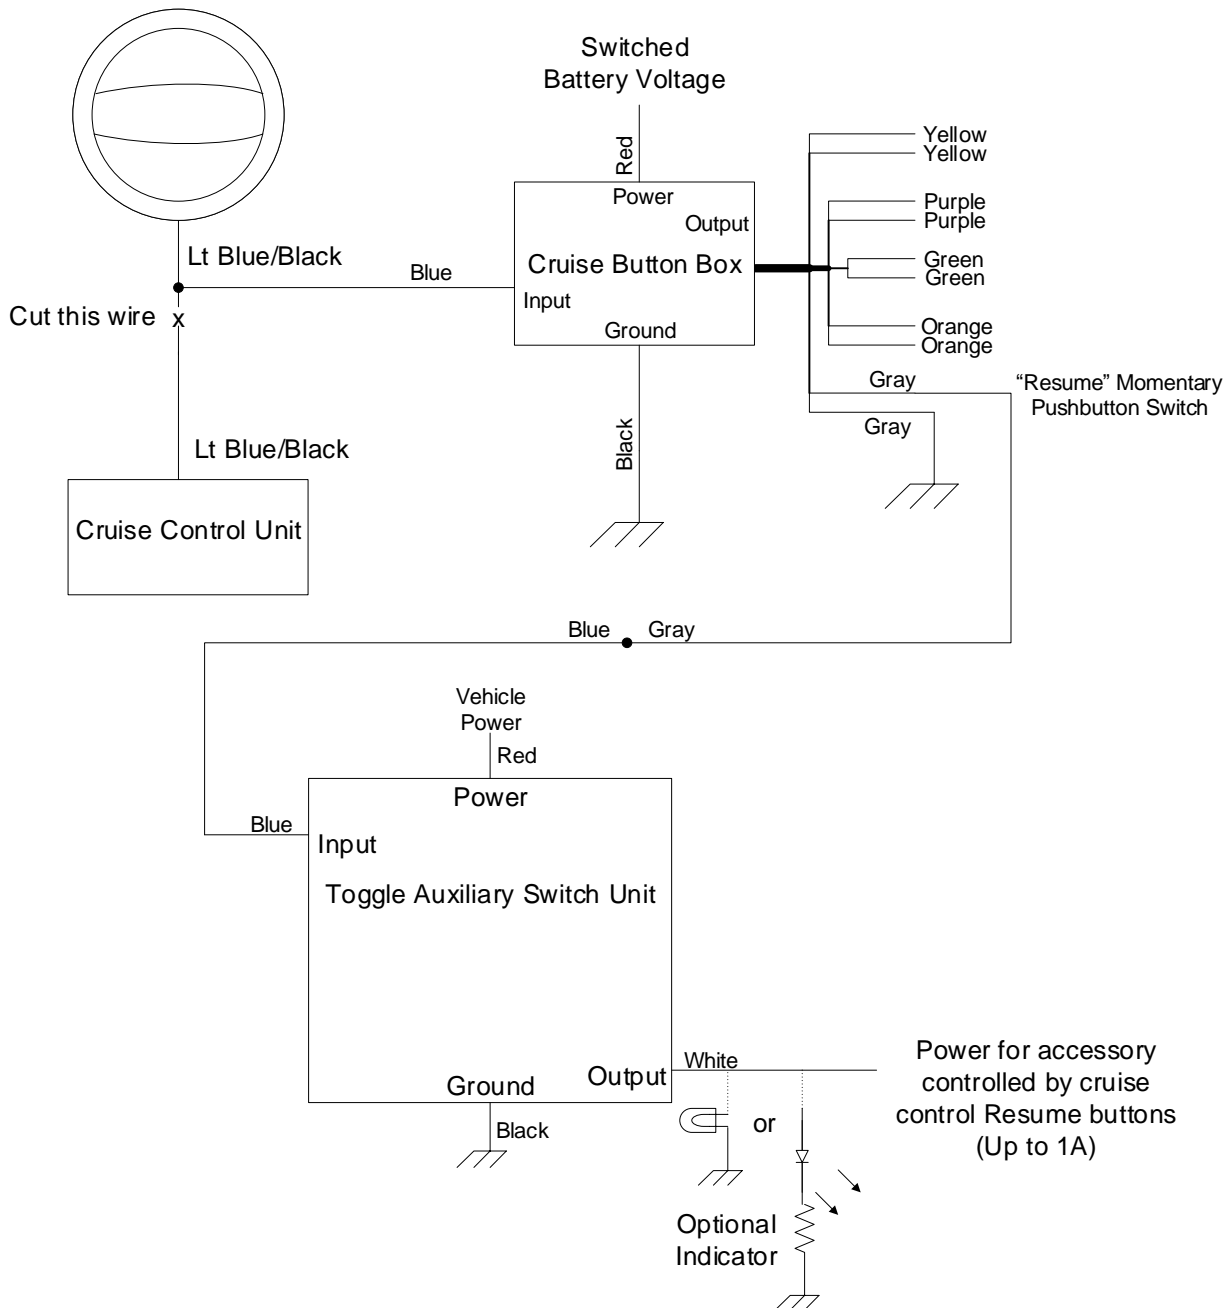 Switched
Battery Voltage
Red
Yellow
Yellow
Power
Output
Purple
Purple
Lt Blue/Black
Blue
Cruise Button Box
Green
Green
Input
Cut this wire x
Ground
Orange
Orange
Gray
"Resume" Momentary
Pushbutton Switch
Gray
Black
Lt Blue/Black
Cruise Control Unit
Blue
Gray
Vehicle
Power
Red
Power
Blue
Input
Toggle Auxiliary Switch Unit
White
Output
Ground
Black
or
Power for accessory
controlled by cruise
control Resume buttons
(Up to 1A)
Optional
Indicator